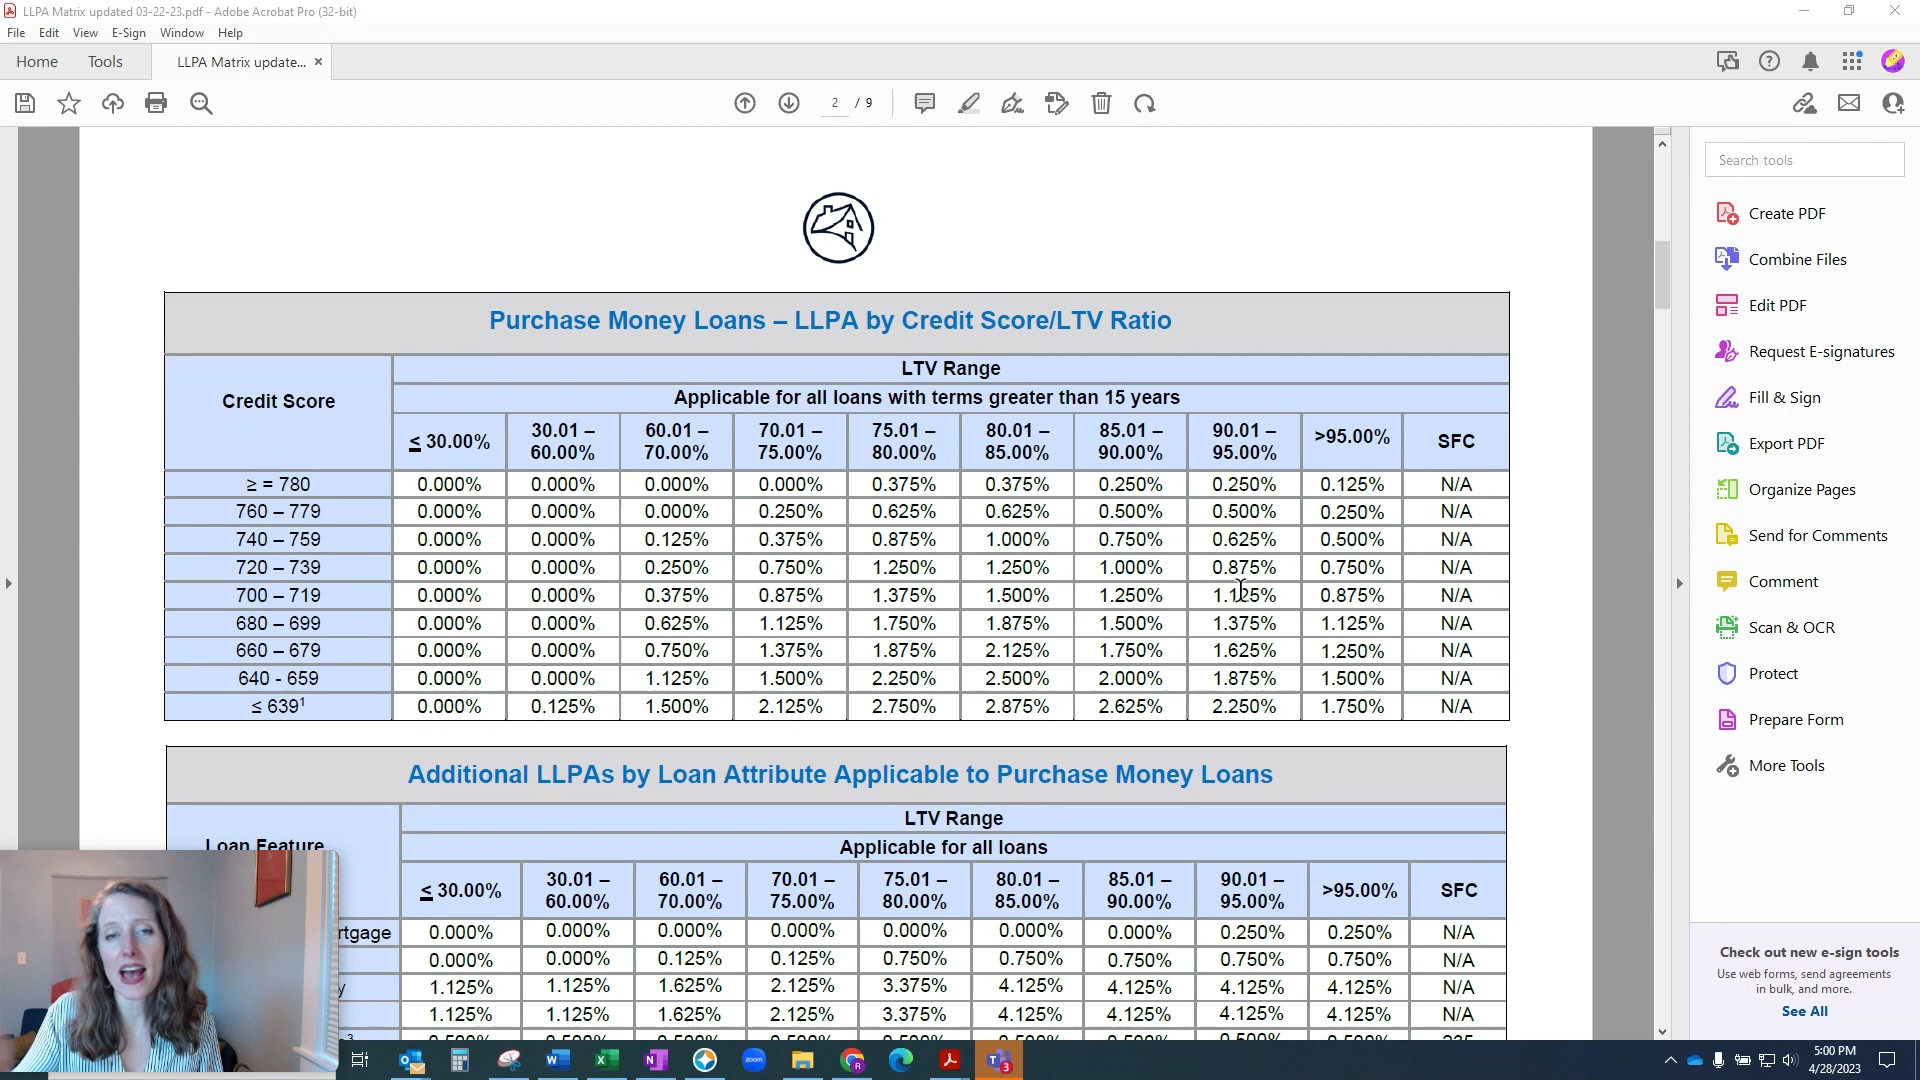 LLPA Matrix updated 03-22-23.pdf - Adobe Acrobat Pro (32-bit)
File Edit View E-Sign Window Help
Home Tools LLPA Matrix update... ×
2 / 9
Search tools
Create PDF
Combine Files
Edit PDF
Request E-signatures
Fill & Sign
Export PDF
Organize Pages
Send for Comments
Comment
Scan & OCR
Protect
Prepare Form
More Tools
Check out new e-sign tools
Use web forms, send agreements
in bulk, and more.
See All
Purchase Money Loans – LLPA by Credit Score/LTV Ratio
Credit Score
LTV Range
Applicable for all loans with terms greater than 15 years
≤ 30.00% 30.01 – 60.00% 60.01 – 70.00% 70.01 – 75.00% 75.01 – 80.00% 80.01 – 85.00% 85.01 – 90.00% 90.01 – 95.00% >95.00% SFC
≥ = 780 0.000% 0.000% 0.000% 0.000% 0.375% 0.375% 0.250% 0.250% 0.125% N/A
760 – 779 0.000% 0.000% 0.000% 0.250% 0.625% 0.625% 0.500% 0.500% 0.250% N/A
740 – 759 0.000% 0.000% 0.125% 0.375% 0.875% 1.000% 0.750% 0.625% 0.500% N/A
720 – 739 0.000% 0.000% 0.250% 0.750% 1.250% 1.250% 1.000% 0.875% 0.750% N/A
700 – 719 0.000% 0.000% 0.375% 0.875% 1.375% 1.500% 1.250% 1.125% 0.875% N/A
680 – 699 0.000% 0.000% 0.625% 1.125% 1.750% 1.875% 1.500% 1.375% 1.125% N/A
660 – 679 0.000% 0.000% 0.750% 1.375% 1.875% 2.125% 1.750% 1.625% 1.250% N/A
640 - 659 0.000% 0.000% 1.125% 1.500% 2.250% 2.500% 2.000% 1.875% 1.500% N/A
≤ 639¹ 0.000% 0.125% 1.500% 2.125% 2.750% 2.875% 2.625% 2.250% 1.750% N/A
Additional LLPAs by Loan Attribute Applicable to Purchase Money Loans
Loan Feature
LTV Range
Applicable for all loans
≤ 30.00% 30.01 – 60.00% 60.01 – 70.00% 70.01 – 75.00% 75.01 – 80.00% 80.01 – 85.00% 85.01 – 90.00% 90.01 – 95.00% >95.00% SFC
rtgage 0.000% 0.000% 0.000% 0.000% 0.000% 0.000% 0.000% 0.250% 0.250% N/A
0.000% 0.000% 0.125% 0.125% 0.750% 0.750% 0.750% 0.750% 0.750% N/A
y 1.125% 1.125% 1.625% 2.125% 3.375% 4.125% 4.125% 4.125% 4.125% N/A
1.125% 1.125% 1.625% 2.125% 3.375% 4.125% 4.125% 4.125% 4.125% N/A
zoom
5:00 PM
4/28/2023